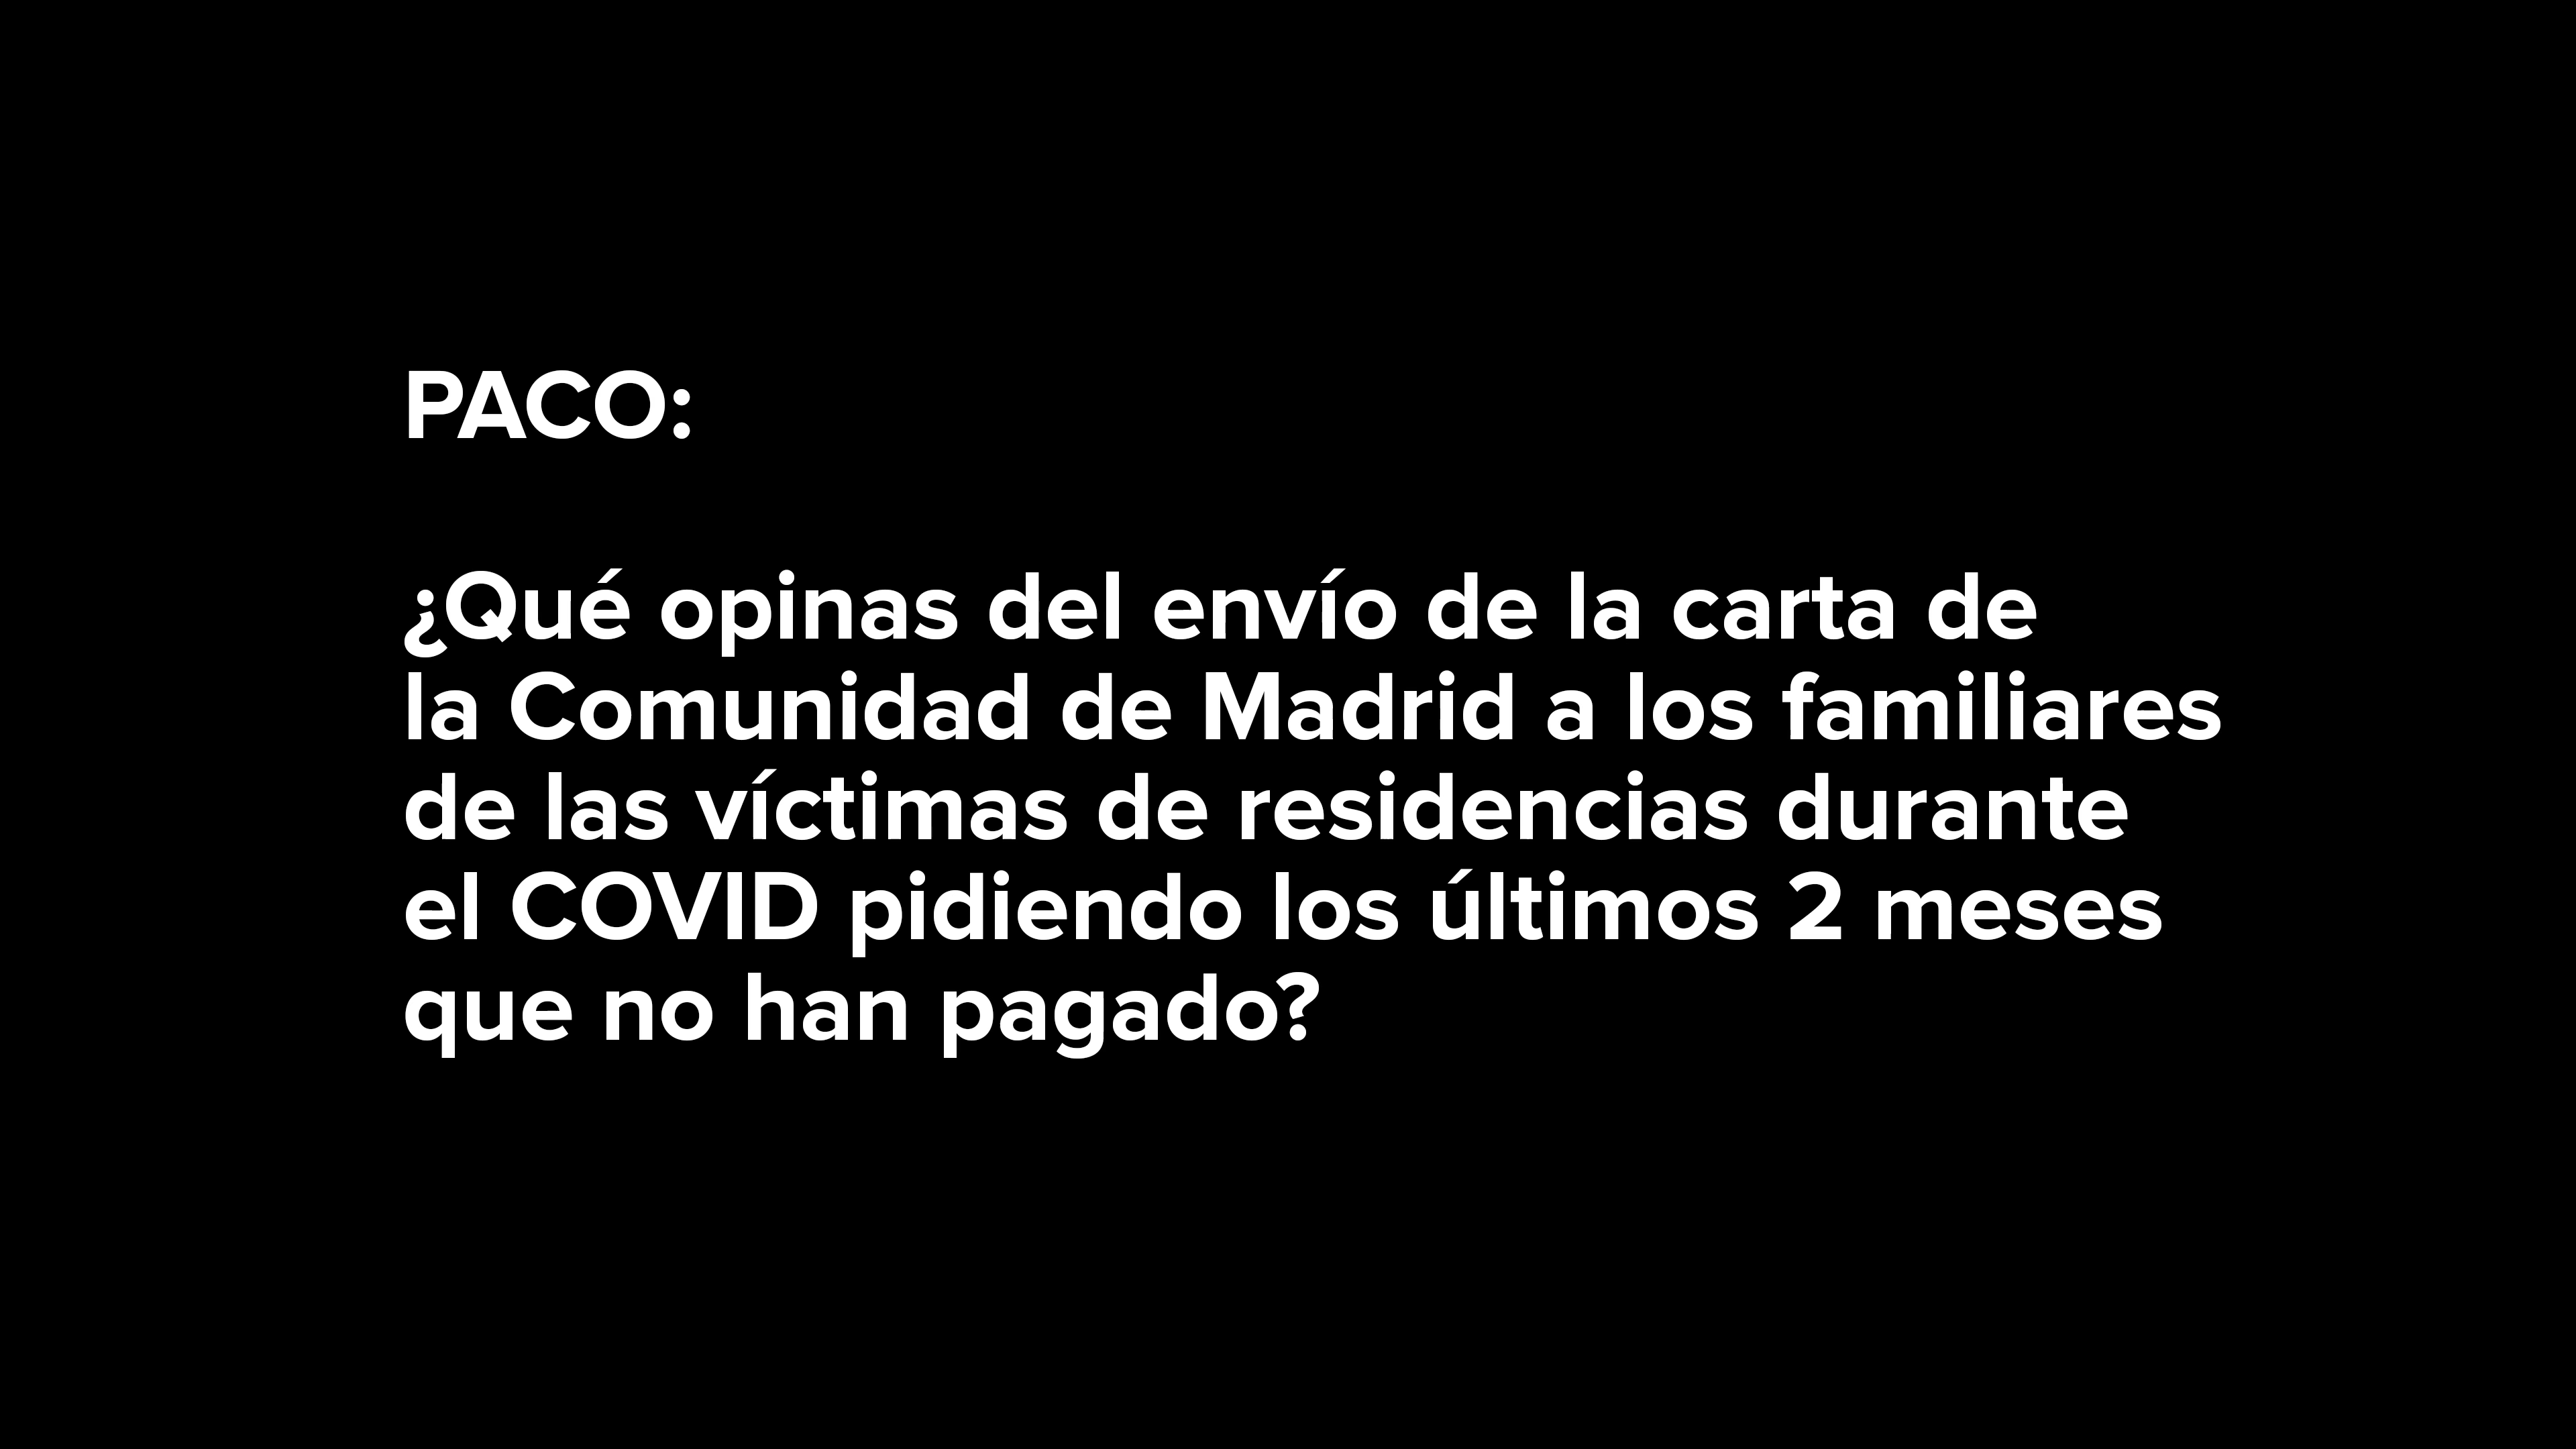 PACO:
¿Qué opinas del envío de la carta de
la Comunidad de Madrid a los familiares
de las víctimas de residencias durante
el COVID pidiendo los últimos 2 meses
que no han pagado?